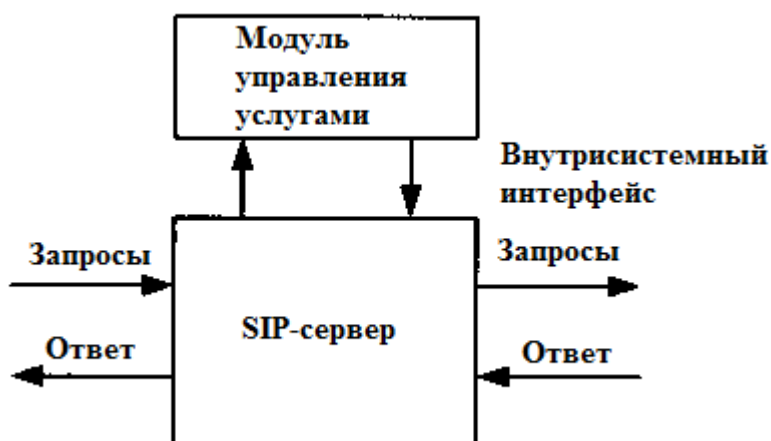 Модуль
управления
услугами
Внутрисистемный
интерфейс
Запросы
Запросы
SIP-сервер
Ответ
Ответ